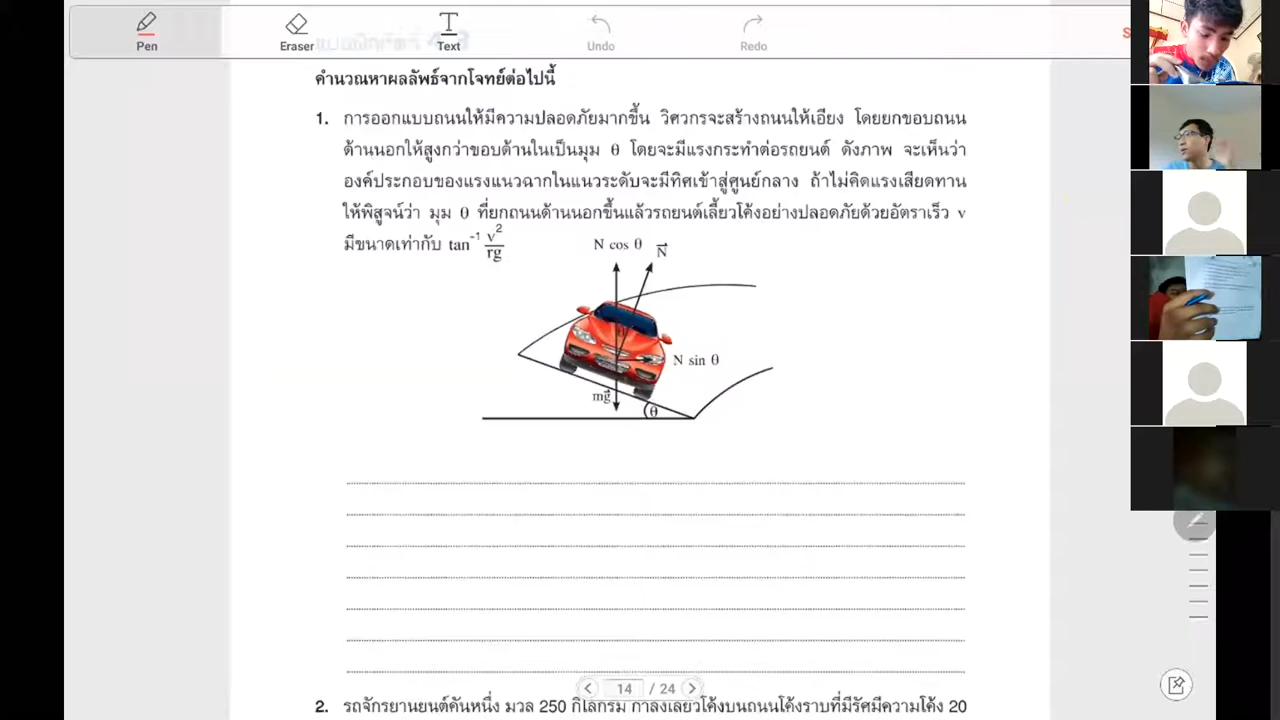 Pen
Eraser
Text
Undo
Redo
คำนวณหาผลลัพธ์จากโจทย์ต่อไปนี้
1. การออกแบบถนนให้มีความปลอดภัยมากขึ้น วิศวกรจะสร้างถนนให้เอียง โดยยกขอบถนน
ด้านนอกให้สูงกว่าขอบด้านในเป็นมุม θ โดยจะมีแรงกระทำต่อรถยนต์ ดังภาพ จะเห็นว่า
องค์ประกอบของแรงแนวฉากในแนวระดับจะมีทิศเข้าสู่ศูนย์กลาง ถ้าไม่คิดแรงเสียดทาน
ให้พิสูจน์ว่า มุม θ ที่ยกถนนด้านนอกขึ้นแล้วรถยนต์เลี้ยวโค้งอย่างปลอดภัยด้วยอัตราเร็ว v
มีขนาดเท่ากับ tan⁻¹ v²/rg
N cos θ
N⃗
θ
N sin θ
mg⃗
θ
14 / 24
2. รถจักรยานยนต์คันหนึ่ง มวล 250 กิโลกรัม กำลังเลี้ยวโค้งบนถนนโค้งราบที่มีรัศมีความโค้ง 20